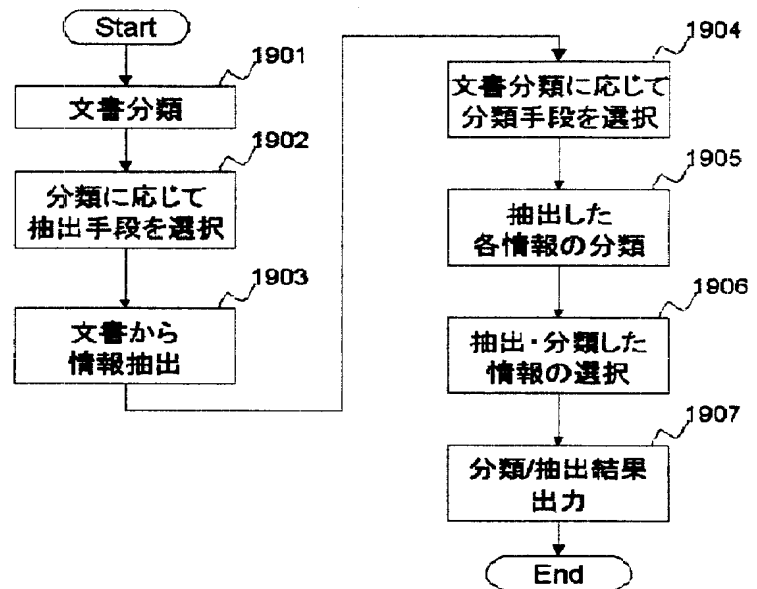 Start
1901
文書分類
1902
分類に応じて
抽出手段を選択
1903
文書から
情報抽出
1904
文書分類に応じて
分類手段を選択
1905
抽出した
各情報の分類
1906
抽出・分類した
情報の選択
1907
分類/抽出結果
出力
End